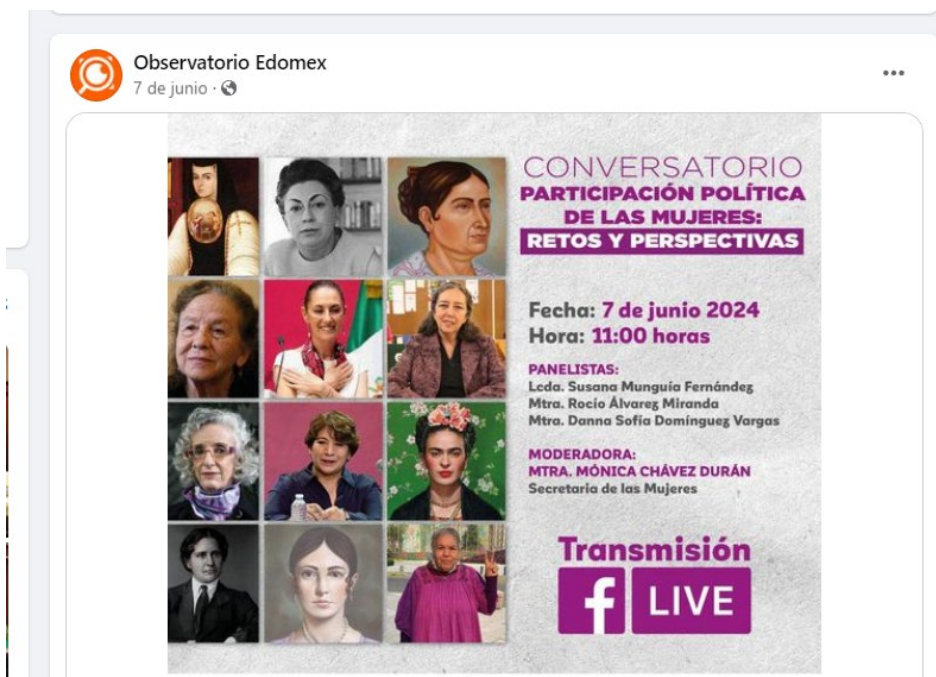 Observatorio Edomex
7 de junio ·
CONVERSATORIO
PARTICIPACIÓN POLÍTICA
DE LAS MUJERES:
RETOS Y PERSPECTIVAS
Fecha: 7 de junio 2024
Hora: 11:00 horas
PANELISTAS:
Lcda. Susana Munguía Fernández
Mtra. Rocío Álvarez Miranda
Mtra. Danna Sofía Domínguez Vargas
MODERADORA:
MTRA. MÓNICA CHÁVEZ DURÁN
Secretaria de las Mujeres
Transmisión
f LIVE